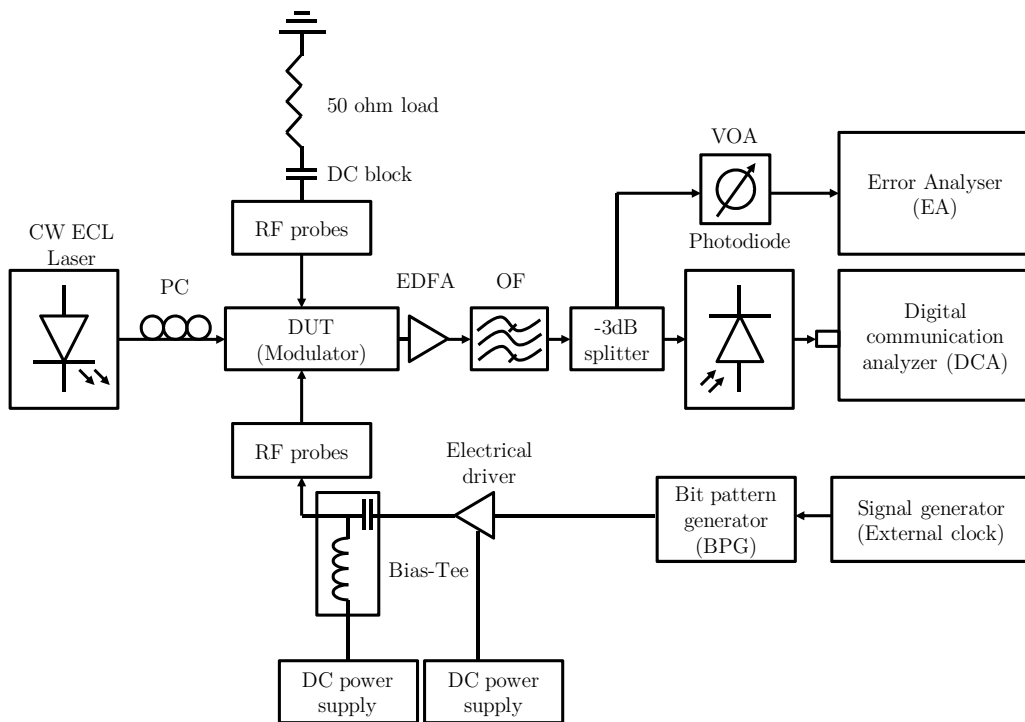 50 ohm load
DC block
RF probes
CW ECL
Laser
PC
DUT
(Modulator)
EDFA
OF
-3dB
splitter
VOA
Photodiode
Error Analyser
(EA)
Digital
communication
analyzer (DCA)
RF probes
Electrical
driver
Bias-Tee
Bit pattern
generator
(BPG)
Signal generator
(External clock)
DC power
supply
DC power
supply